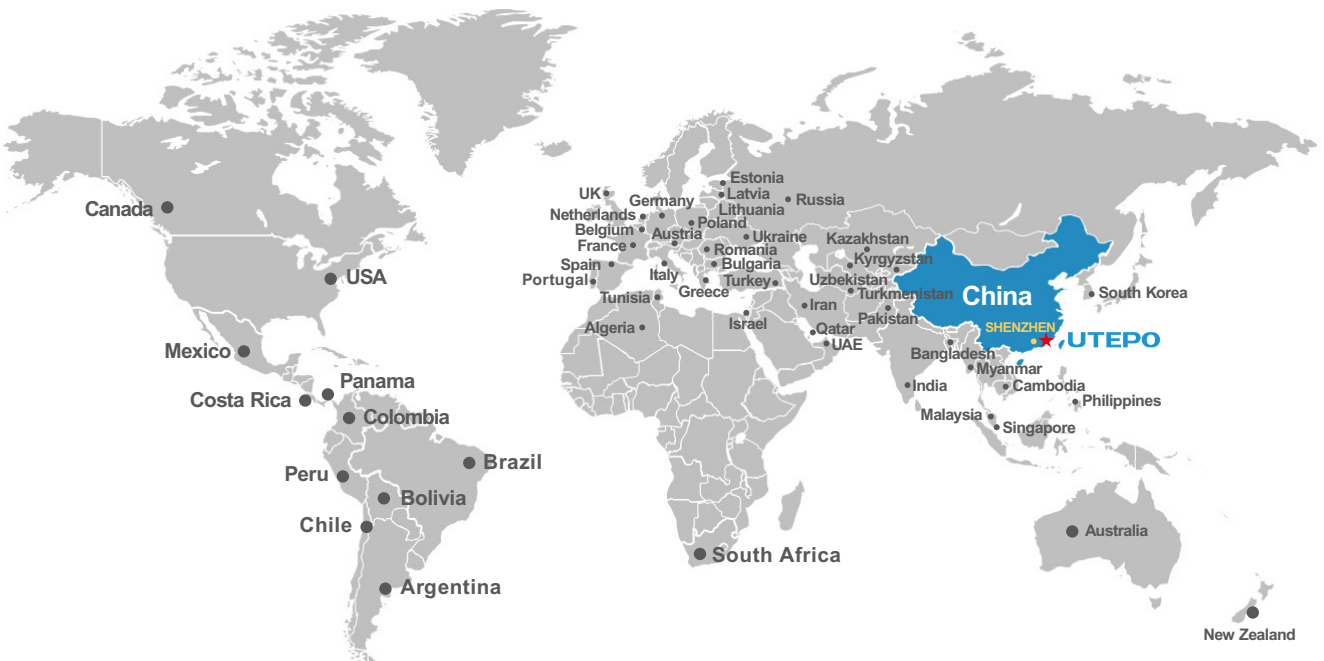 Canada
USA
Mexico
Panama
Costa Rica
Colombia
Brazil
Peru
Bolivia
Chile
Argentina
UK
Estonia
Latvia
Lithuania
Russia
Germany
Netherlands
Poland
Belgium
Austria
Ukraine
France
Romania
Spain
Italy
Bulgaria
Portugal
Greece
Turkey
Tunisia
Algeria
Israel
Kazakhstan
Kyrgyzstan
Uzbekistan
Turkmenistan
Iran
Pakistan
Qatar
UAE
China
SHENZHEN
UTEPO
South Korea
Bangladesh
Myanmar
India
Cambodia
Philippines
Malaysia
Singapore
South Africa
Australia
New Zealand